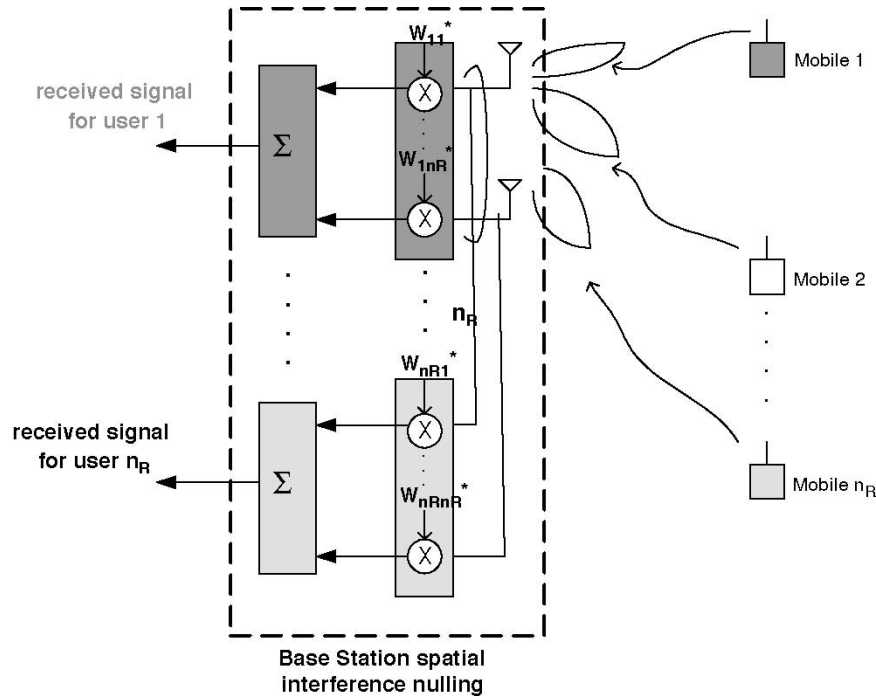 W11*
Mobile 1
received signal
for user 1
Σ
X
W1nR*
X
Mobile 2
nR
WnR1*
received signal
for user nR
X
Σ
WnRnR*
Mobile nR
X
Base Station spatial
interference nulling